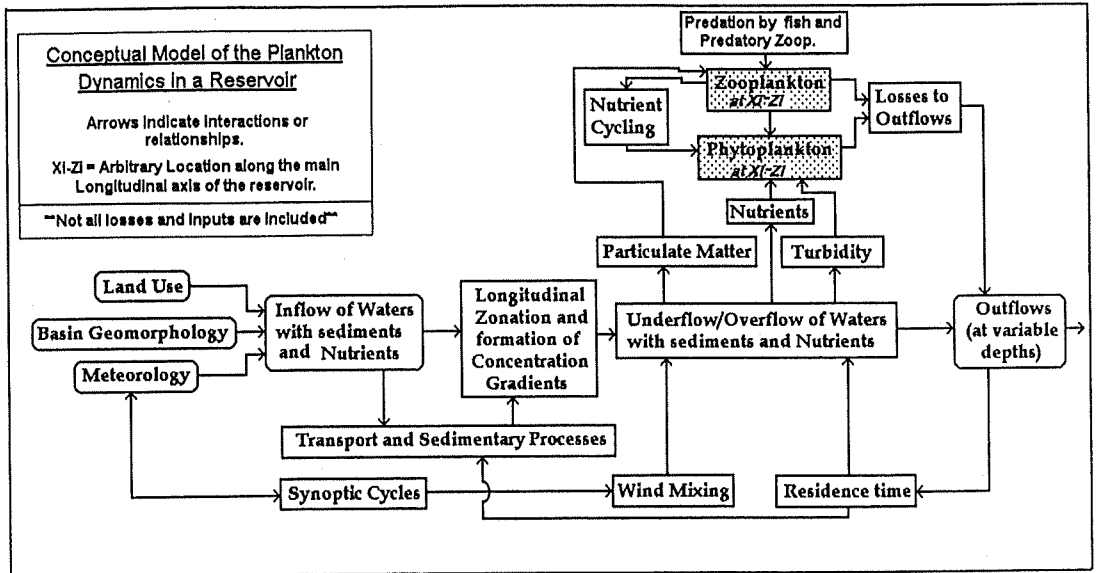 Conceptual Model of the Plankton
Dynamics in a Reservoir
Arrows indicate interactions or
relationships.
Xi-Zi = Arbitrary Location along the main
Longitudinal axis of the reservoir.
**Not all losses and inputs are included**
Predation by fish and
Predatory Zoop.
Zooplankton
at Xi-Zi
Nutrient
Cycling
Losses to
Outflows
Phytoplankton
at Xi-Zi
Nutrients
Particulate Matter
Turbidity
Land Use
Basin Geomorphology
Meteorology
Inflow of Waters
with sediments
and Nutrients
Longitudinal
Zonation and
formation of
Concentration
Gradients
Underflow/Overflow of Waters
with sediments and Nutrients
Outflows
(at variable
depths)
Transport and Sedimentary Processes
Synoptic Cycles
Wind Mixing
Residence time